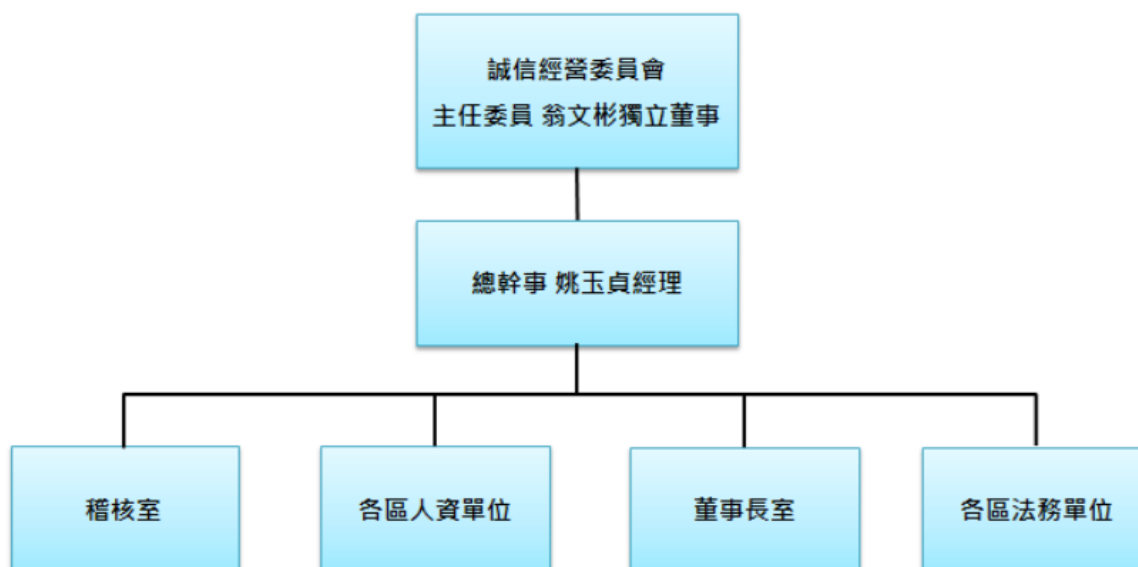 誠信經營委員會
主任委員 翁文彬獨立董事
總幹事 姚玉貞經理
稽核室
各區人資單位
董事長室
各區法務單位